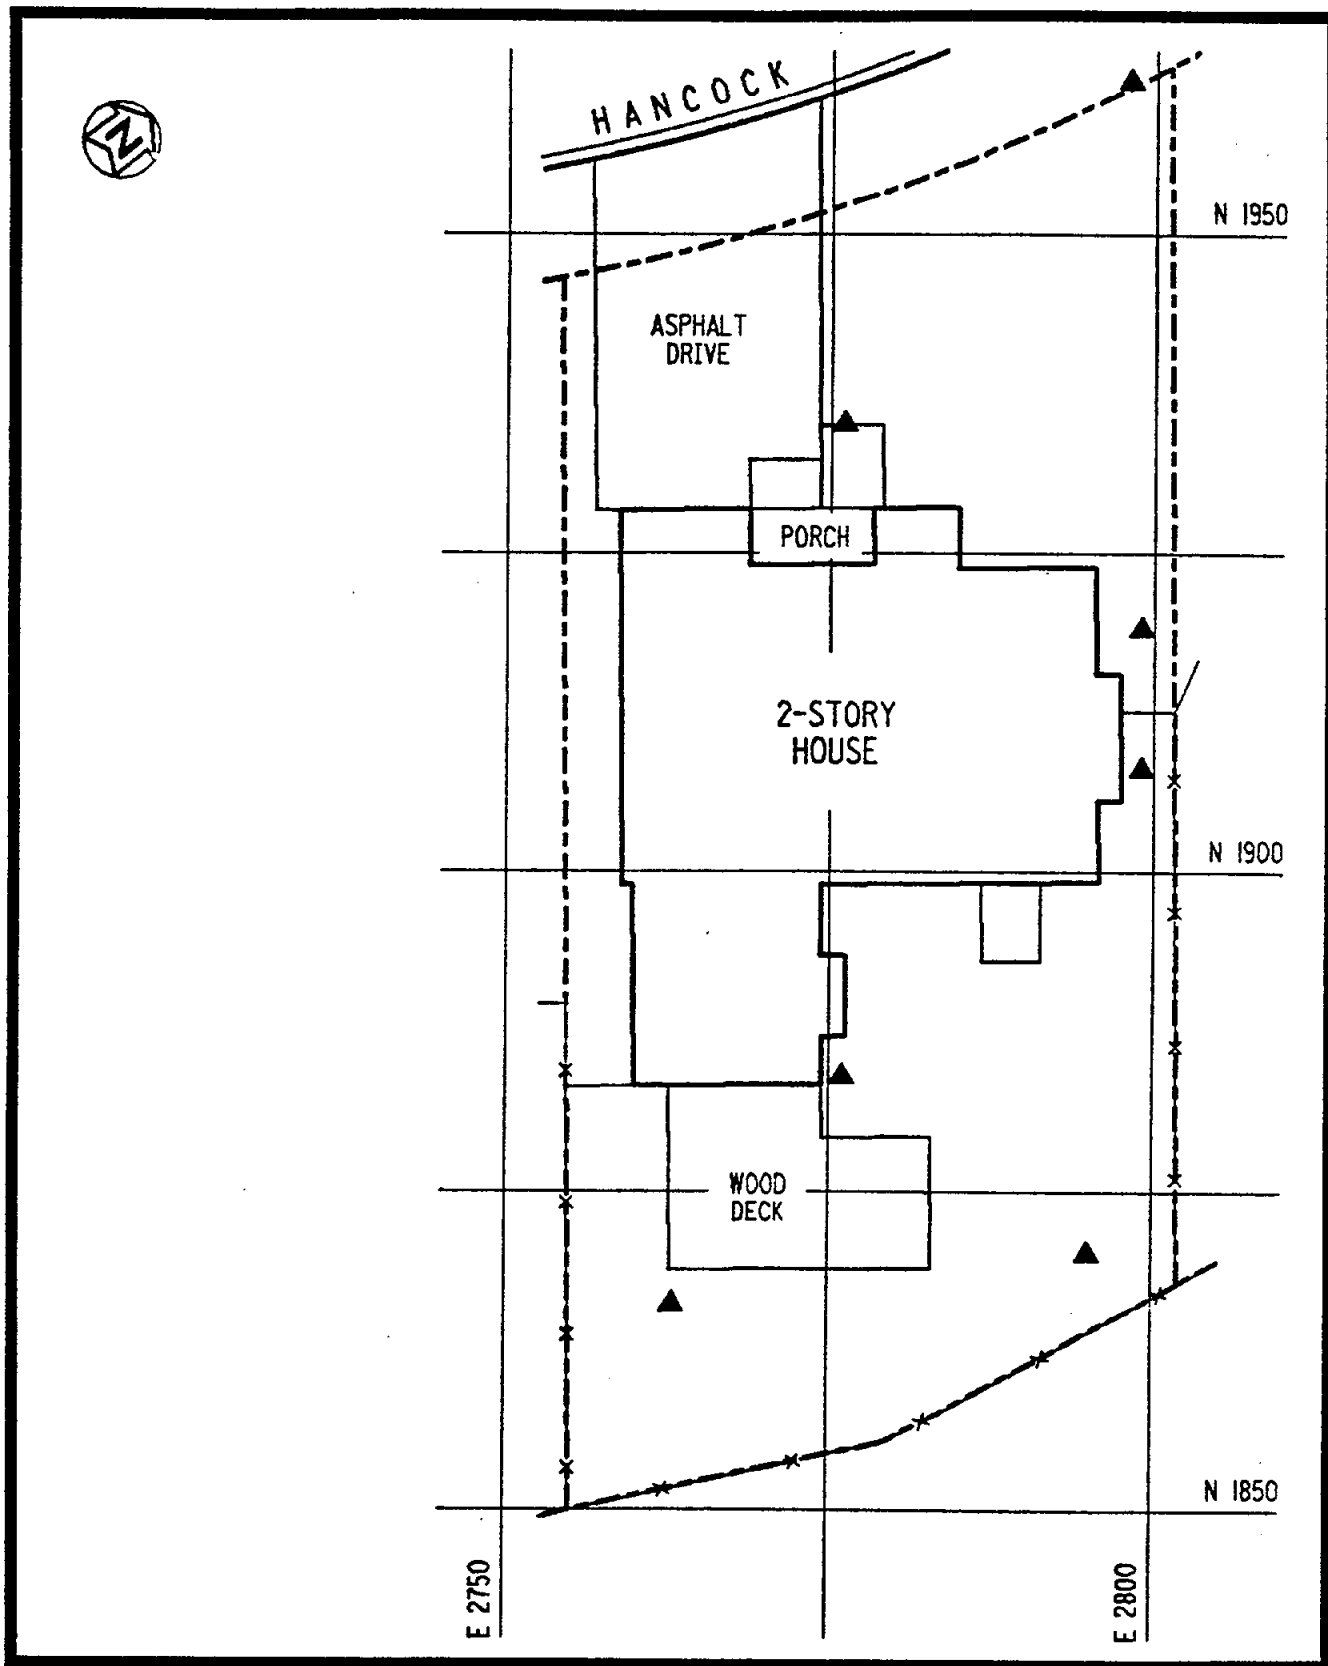 HANCOCK
N
N 1950
ASPHALT
DRIVE
PORCH
2-STORY
HOUSE
N 1900
WOOD
DECK
N 1850
E 2750
E 2800